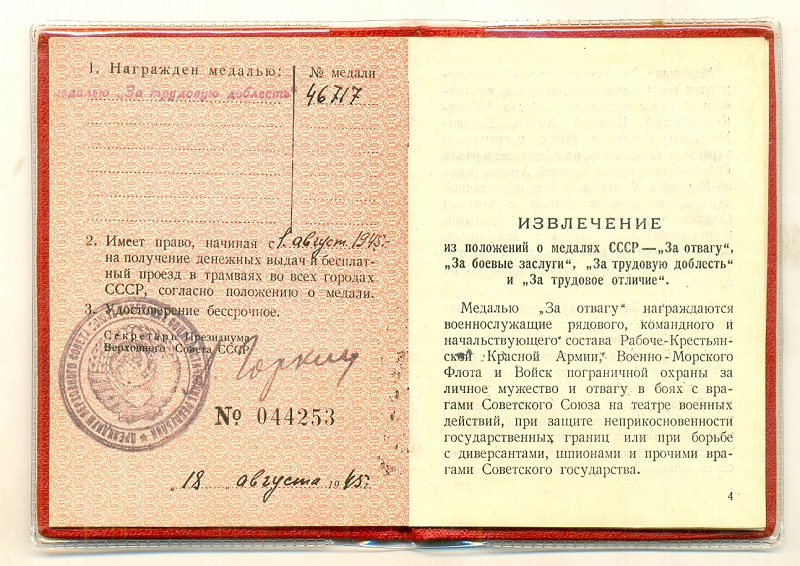 1. Награжден медалью:
№ медали
медалью „За трудовую доблесть"
46717
2. Имеет право, начиная с 1. август. 1945г.
на получение денежных выдач и бесплат-
ный проезд в трамваях во всех городах
СССР, согласно положению о медали.
3. Удостоверение бессрочное.
Секретарь Президиума
Верховного Совета СССР
Горкин
№ 044253
„18 августа 1945г.
ИЗВЛЕЧЕНИЕ
из положений о медалях СССР—„За отвагу",
„За боевые заслуги", „За трудовую доблесть"
и „За трудовое отличие".
Медалью „За отвагу" награждаются
военнослужащие рядового, командного и
начальствующего состава Рабоче-Крестьян-
ской Красной Армии, Военно-Морского
Флота и Войск пограничной охраны за
личное мужество и отвагу в боях с вра-
гами Советского Союза на театре военных
действий, при защите неприкосновенности
государственных границ или при борьбе
с диверсантами, шпионами и прочими вра-
гами Советского государства.
4